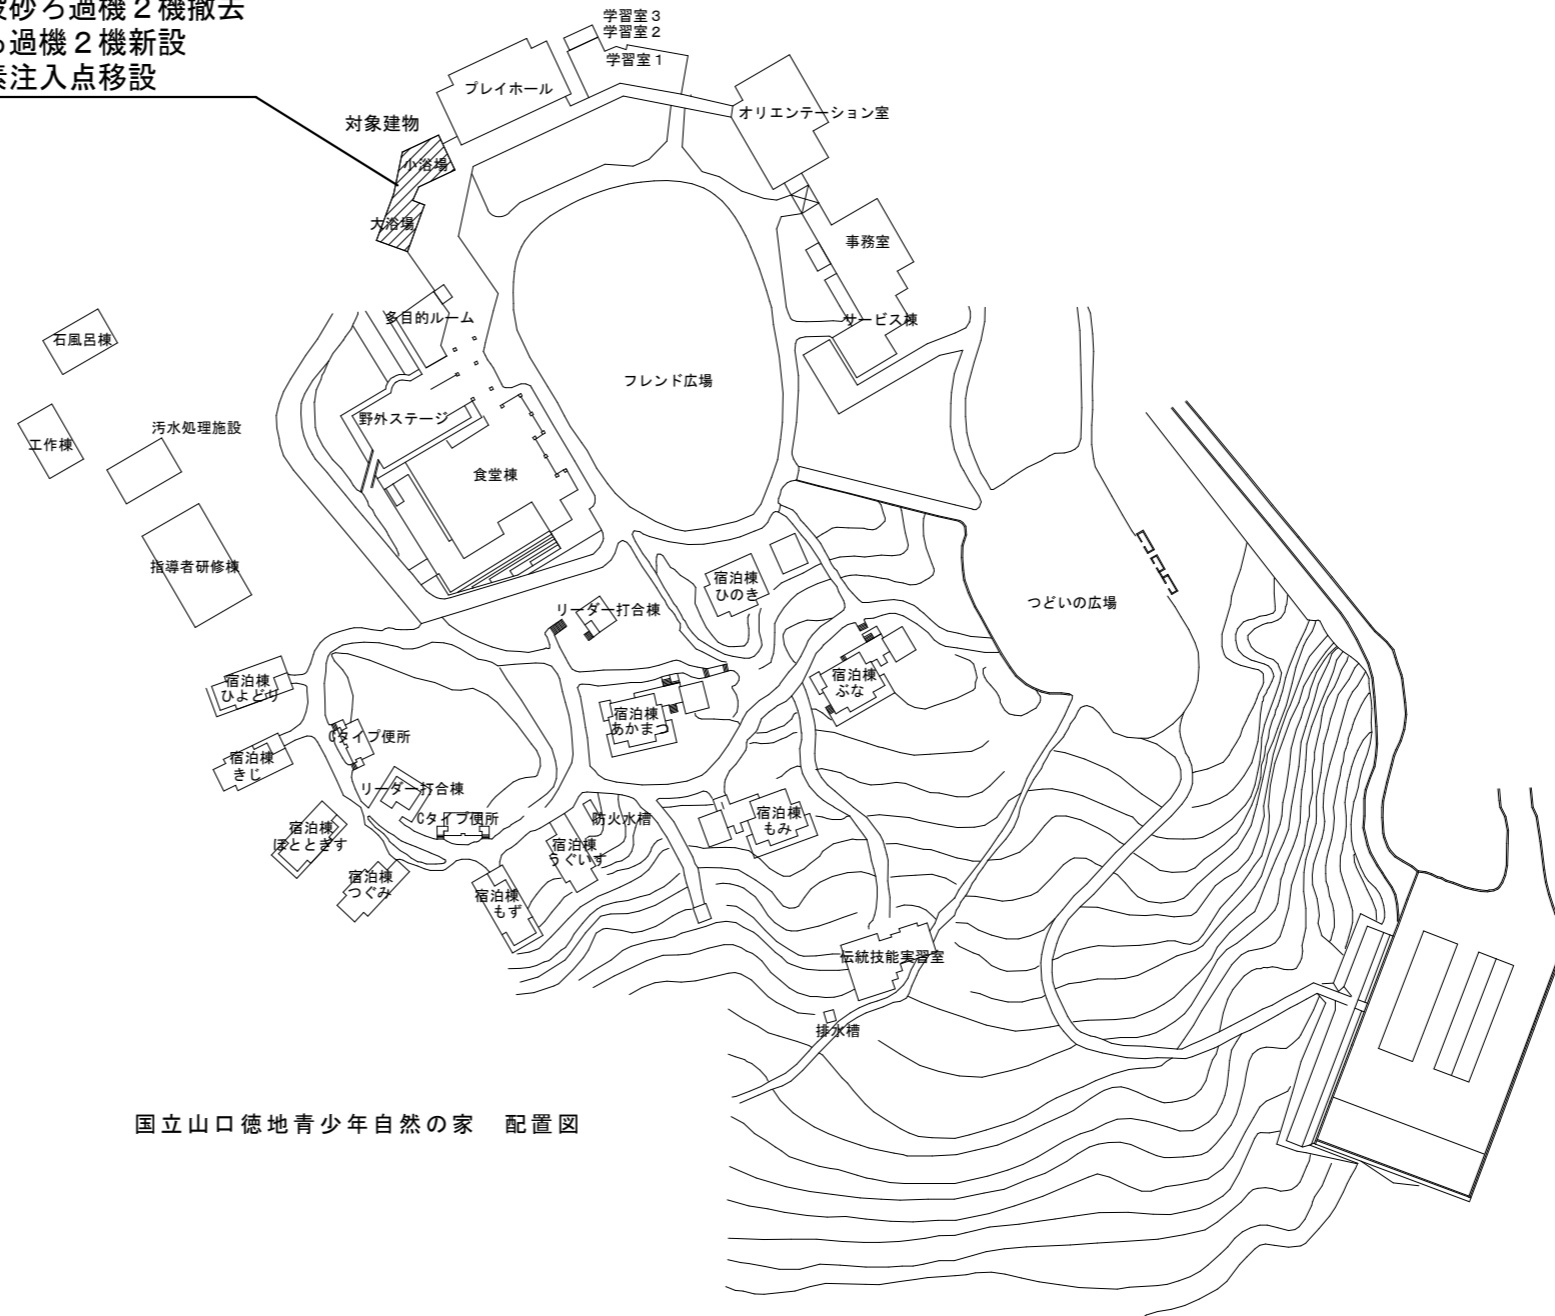 砂ろ過機２機撤去
過機２機新設
注入点移設
学習室３
学習室２
学習室１
プレイホール
オリエンテーション室
対象建物
小浴場
大浴場
事務室
多目的ルーム
サービス棟
石風呂棟
フレンド広場
野外ステージ
汚水処理施設
工作棟
食堂棟
指導者研修棟
宿泊棟
ひのき
リーダー打合棟
つどいの広場
宿泊棟
ひよどり
宿泊棟
ぶな
宿泊棟
あかまつ
Cタイプ便所
宿泊棟
きじ
リーダー打合棟
Cタイプ便所
防火水槽
宿泊棟
もみ
宿泊棟
ほととぎす
宿泊棟
うぐいす
宿泊棟
つぐみ
宿泊棟
もず
伝統技能実習室
排水槽
国立山口徳地青少年自然の家　配置図